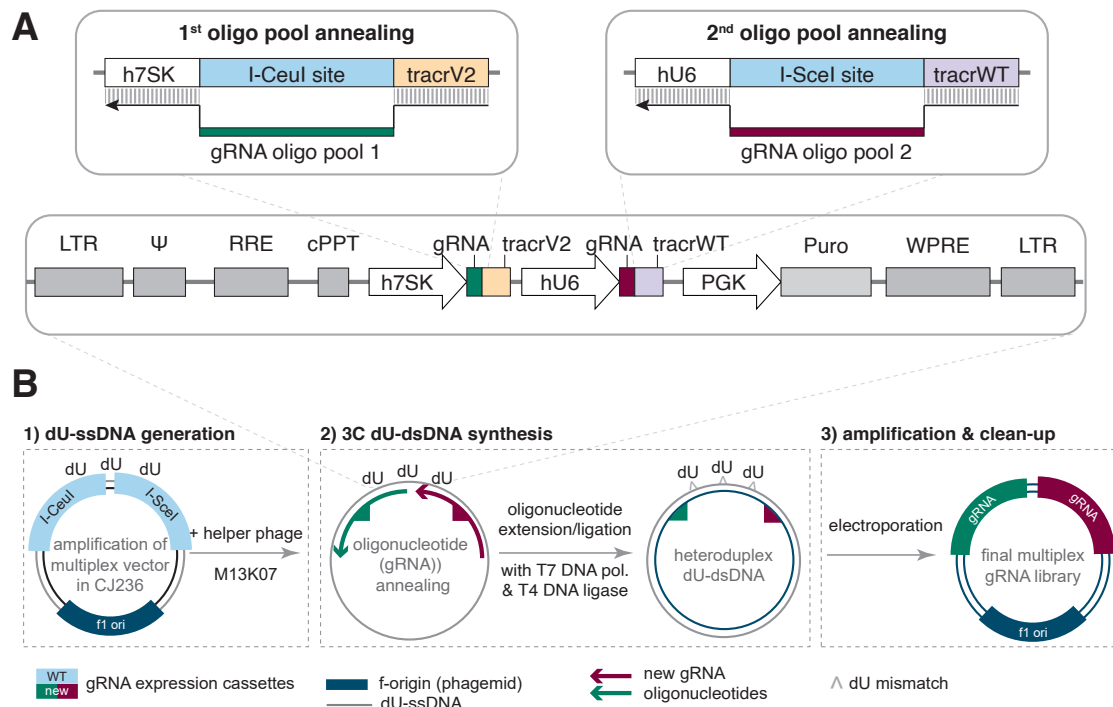 A
1st oligo pool annealing
h7SK I-CeuI site tracrV2
gRNA oligo pool 1
2nd oligo pool annealing
hU6 I-SceI site tracrWT
gRNA oligo pool 2
LTR Ψ RRE cPPT gRNA tracrV2 gRNA tracrWT Puro WPRE LTR
h7SK hU6 PGK
B
1) dU-ssDNA generation
dU dU dU
I-CeuI I-SceI
amplification of
multiplex vector
in CJ236
f1 ori
+ helper phage
M13K07
2) 3C dU-dsDNA synthesis
dU dU dU
oligonucleotide
(gRNA))
annealing
oligonucleotide
extension/ligation
with T7 DNA pol.
& T4 DNA ligase
dU dU dU
heteroduplex
dU-dsDNA
3) amplification & clean-up
electroporation
gRNA gRNA
final multiplex
gRNA library
f1 ori
WT
new
gRNA expression cassettes
f-origin (phagemid)
dU-ssDNA
new gRNA
oligonucleotides
dU mismatch